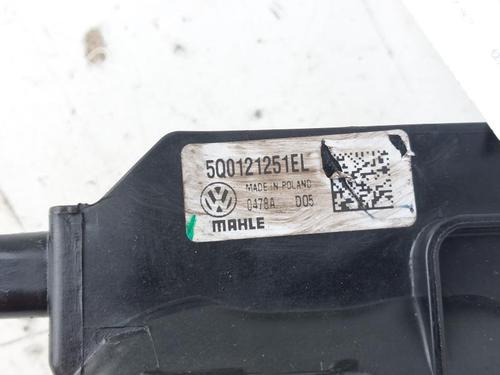 5Q0121251EL
MADE IN POLAND
0478A D05
MAHLE